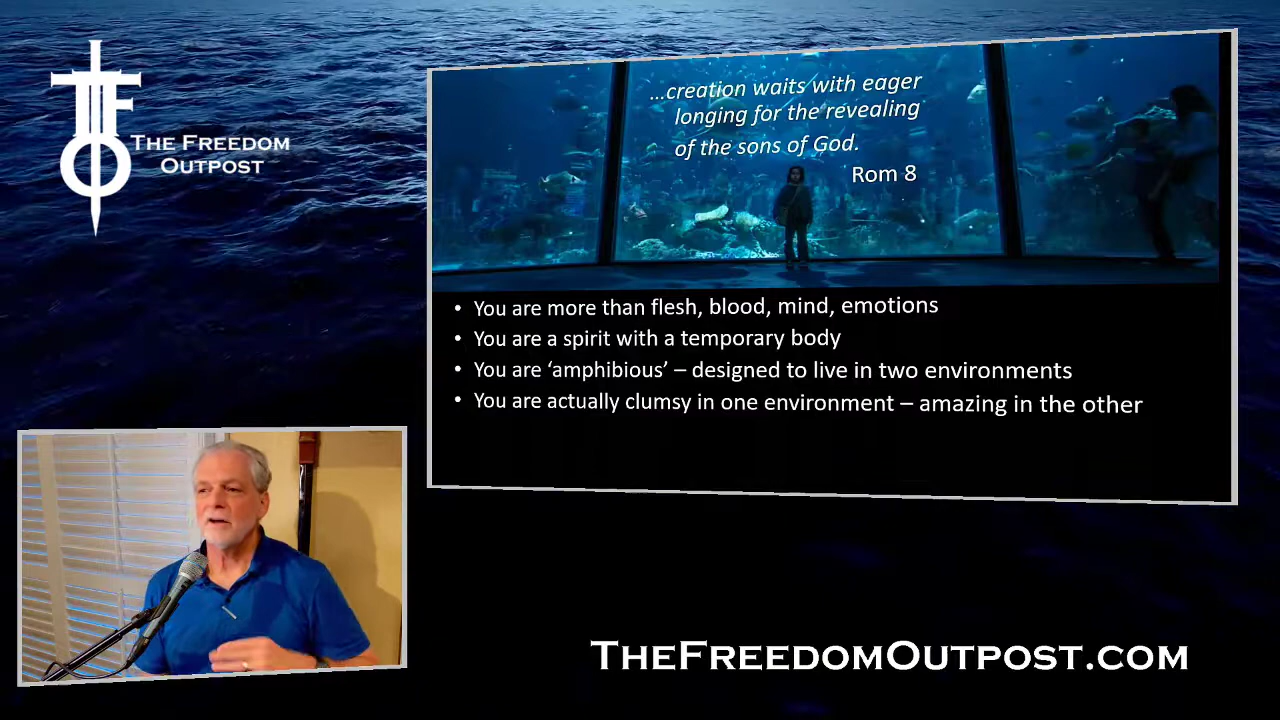 THE FREEDOM
OUTPOST
...creation waits with eager
longing for the revealing
of the sons of God.
Rom 8
• You are more than flesh, blood, mind, emotions
• You are a spirit with a temporary body
• You are ‘amphibious’ – designed to live in two environments
• You are actually clumsy in one environment – amazing in the other
THEFREEDOMOUTPOST.COM